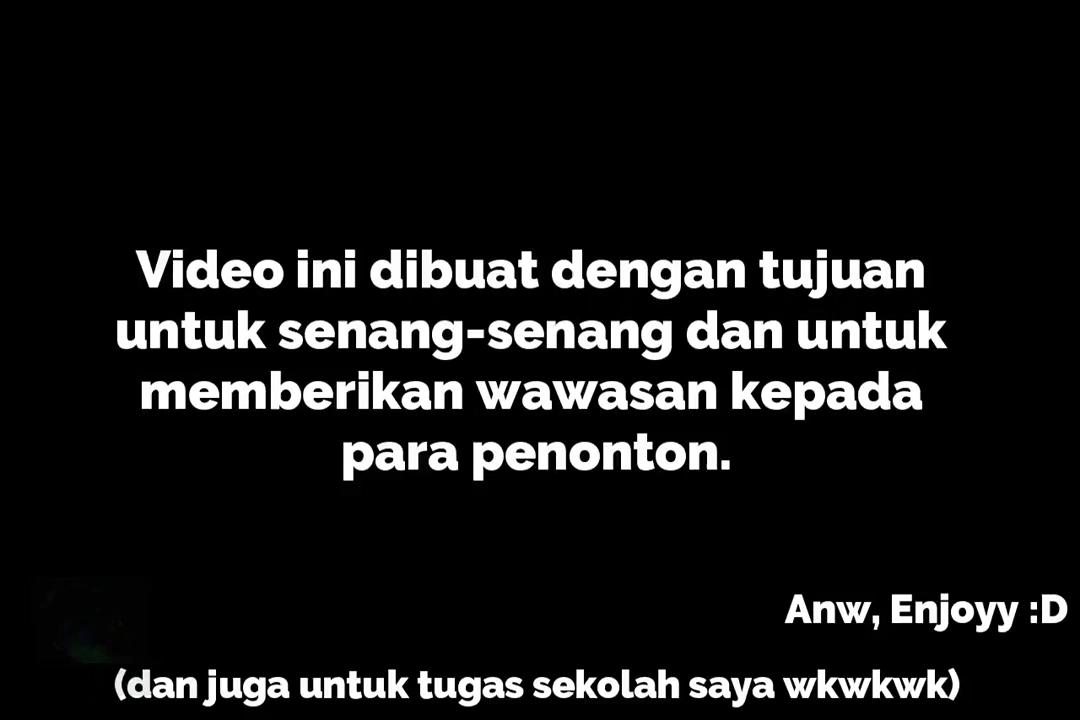 Video ini dibuat dengan tujuan
untuk senang-senang dan untuk
memberikan wawasan kepada
para penonton.
Anw, Enjoyy :D
(dan juga untuk tugas sekolah saya wkwkwk)